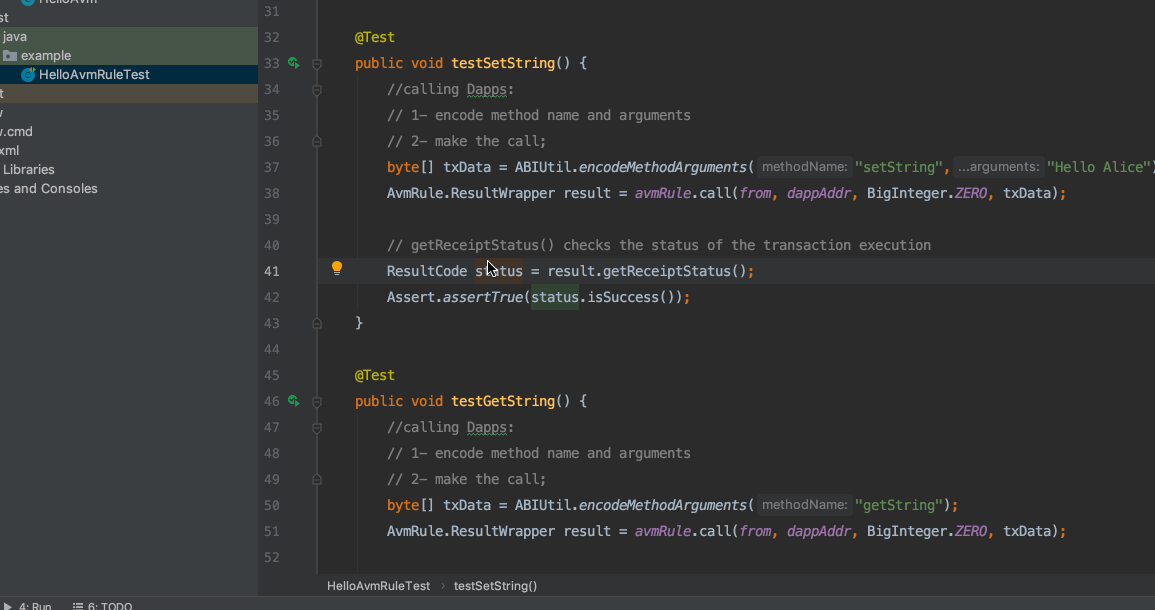 HelloAvm
st
java
example
HelloAvmRuleTest
t
v
v.cmd
xml
Libraries
es and Consoles
31
32 @Test
33 public void testSetString() {
34 //calling Dapps:
35 // 1- encode method name and arguments
36 // 2- make the call;
37 byte[] txData = ABIUtil.encodeMethodArguments( methodName: "setString", ...arguments: "Hello Alice")
38 AvmRule.ResultWrapper result = avmRule.call(from, dappAddr, BigInteger.ZERO, txData);
39
40 // getReceiptStatus() checks the status of the transaction execution
41 ResultCode status = result.getReceiptStatus();
42 Assert.assertTrue(status.isSuccess());
43 }
44
45 @Test
46 public void testGetString() {
47 //calling Dapps:
48 // 1- encode method name and arguments
49 // 2- make the call;
50 byte[] txData = ABIUtil.encodeMethodArguments( methodName: "getString");
51 AvmRule.ResultWrapper result = avmRule.call(from, dappAddr, BigInteger.ZERO, txData);
52
HelloAvmRuleTest › testSetString()
4: Run 6: TODO